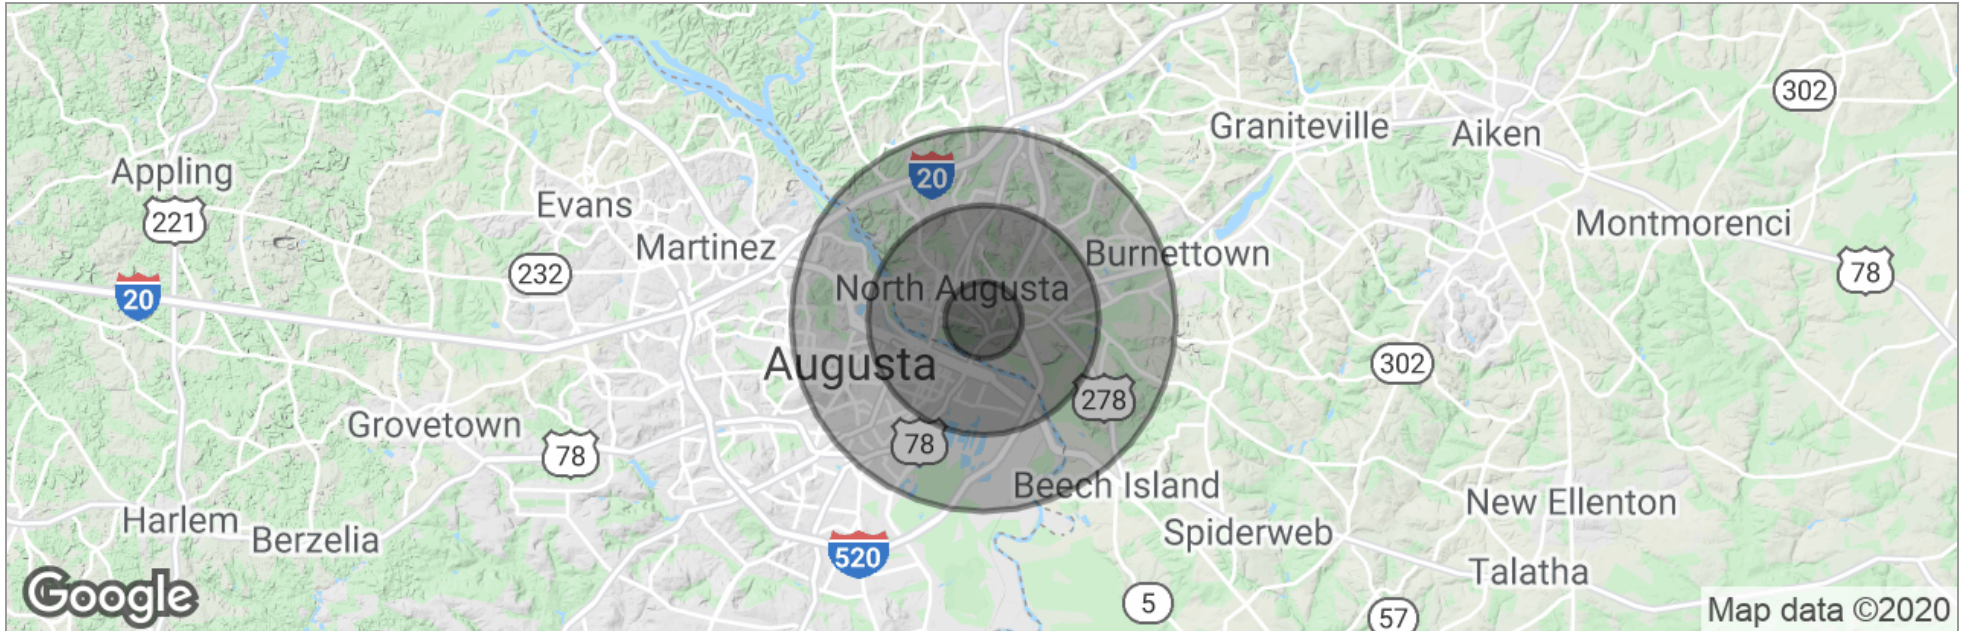 302
Graniteville
Aiken
Appling
20
221
Evans
Montmorenci
Martinez
Burnettown
232
78
20
North Augusta
Augusta
302
278
Grovetown
78
78
Beech Island
New Ellenton
Harlem
Berzelia
Spiderweb
520
Talatha
Google
5
57
Map data ©2020